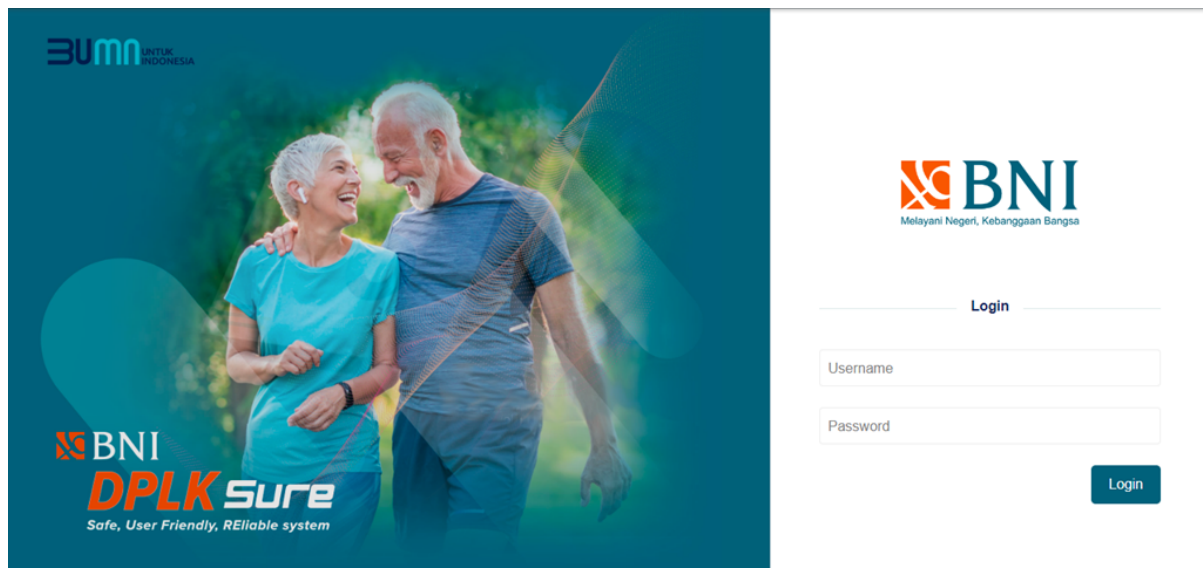 BUMN UNTUK
INDONESIA
BNI
DPLK Sure
Safe, User Friendly, REliable system
BNI
Melayani Negeri, Kebanggaan Bangsa
Login
Username
Password
Login